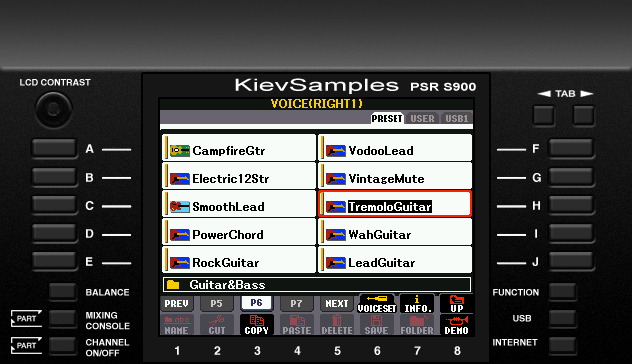 LCD CONTRAST
KievSamples PSR S900
TAB
VOICE(RIGHT1)
PRESET USER USB1
A CampfireGtr VodooLead F
B Electric12Str VintageMute G
C SmoothLead TremoloGuitar H
D PowerChord WahGuitar I
E RockGuitar LeadGuitar J
Guitar&Bass
BALANCE
FUNCTION
PREV P5 P6 P7 NEXT VOICESET INFO. UP
PART MIXING CONSOLE
USB
NAME CUT COPY PASTE DELETE SAVE FOLDER DEMO
PART CHANNEL ON/OFF
INTERNET
1 2 3 4 5 6 7 8